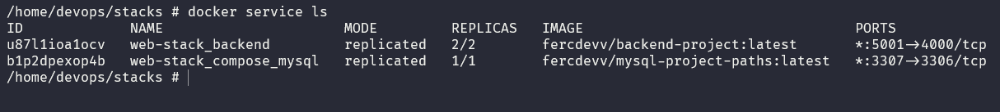 /home/devops/stacks # docker service ls
ID             NAME                       MODE         REPLICAS   IMAGE                                PORTS
u87l1ioa1ocv   web-stack_backend          replicated   2/2        fercdevv/backend-project:latest      *:5001->4000/tcp
b1p2dpexop4b   web-stack_compose_mysql    replicated   1/1        fercdevv/mysql-project-paths:latest  *:3307->3306/tcp
/home/devops/stacks #